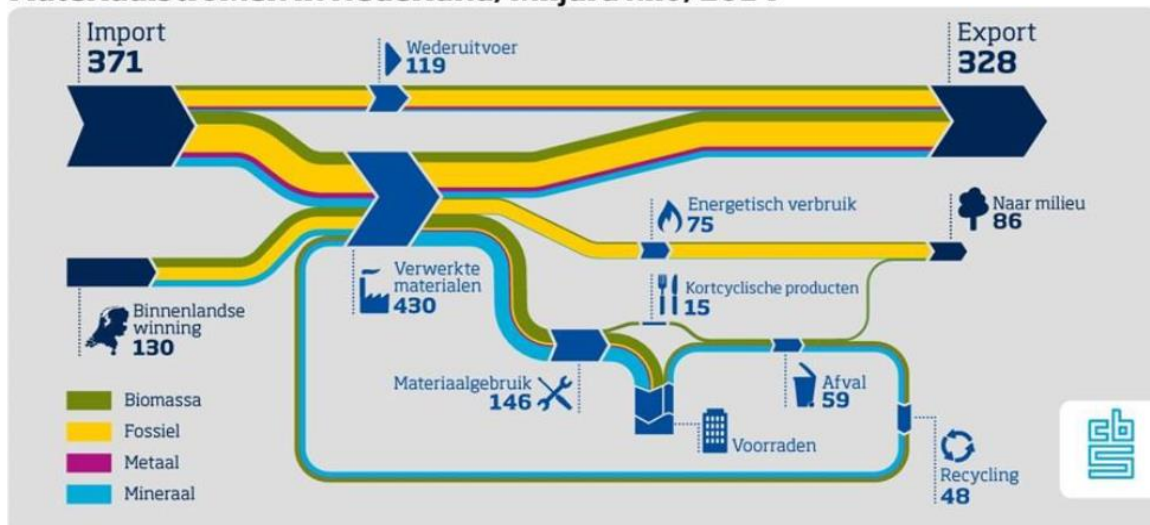 Import
371
Wederuitvoer
119
Export
328
Energetisch verbruik
75
Naar milieu
86
Verwerkte
materialen
430
Kortcyclische producten
15
Binnenlandse
winning
130
Materiaalgebruik
146
Afval
59
Voorraden
Recycling
48
Biomassa
Fossiel
Metaal
Mineraal
cbs